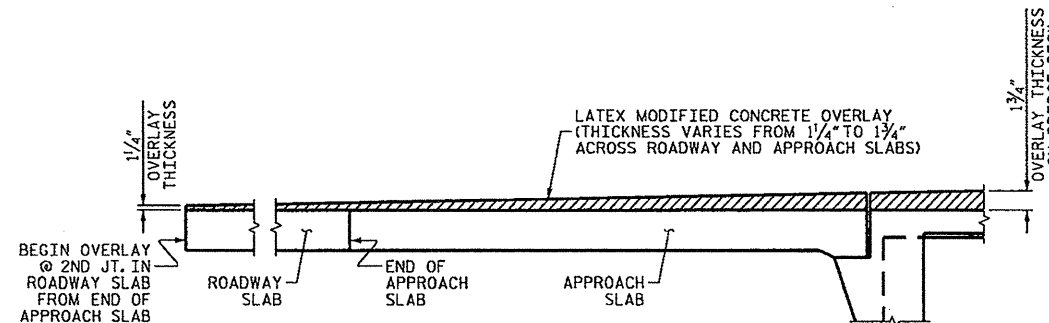 1¼"
OVERLAY
THICKNESS
LATEX MODIFIED CONCRETE OVERLAY
(THICKNESS VARIES FROM 1¼" TO 1¾"
ACROSS ROADWAY AND APPROACH SLABS)
1¾"
OVERLAY THICKNESS
BEGIN OVERLAY
@ 2ND JT. IN
ROADWAY SLAB
FROM END OF
APPROACH SLAB
ROADWAY
SLAB
END OF
APPROACH
SLAB
APPROACH
SLAB